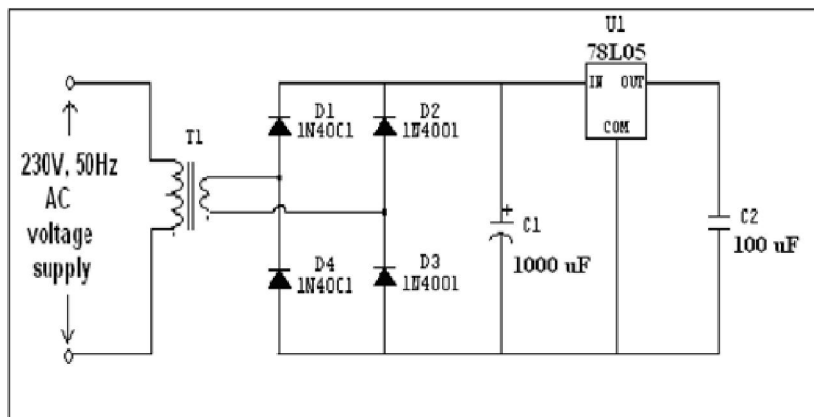 U1
78L05
IN OUT
COM
D1
1N40C1
D2
1N4001
T1
230V, 50Hz
AC
voltage
supply
+
C1
1000 uF
C2
100 uF
D4
1N40C1
D3
1N4001